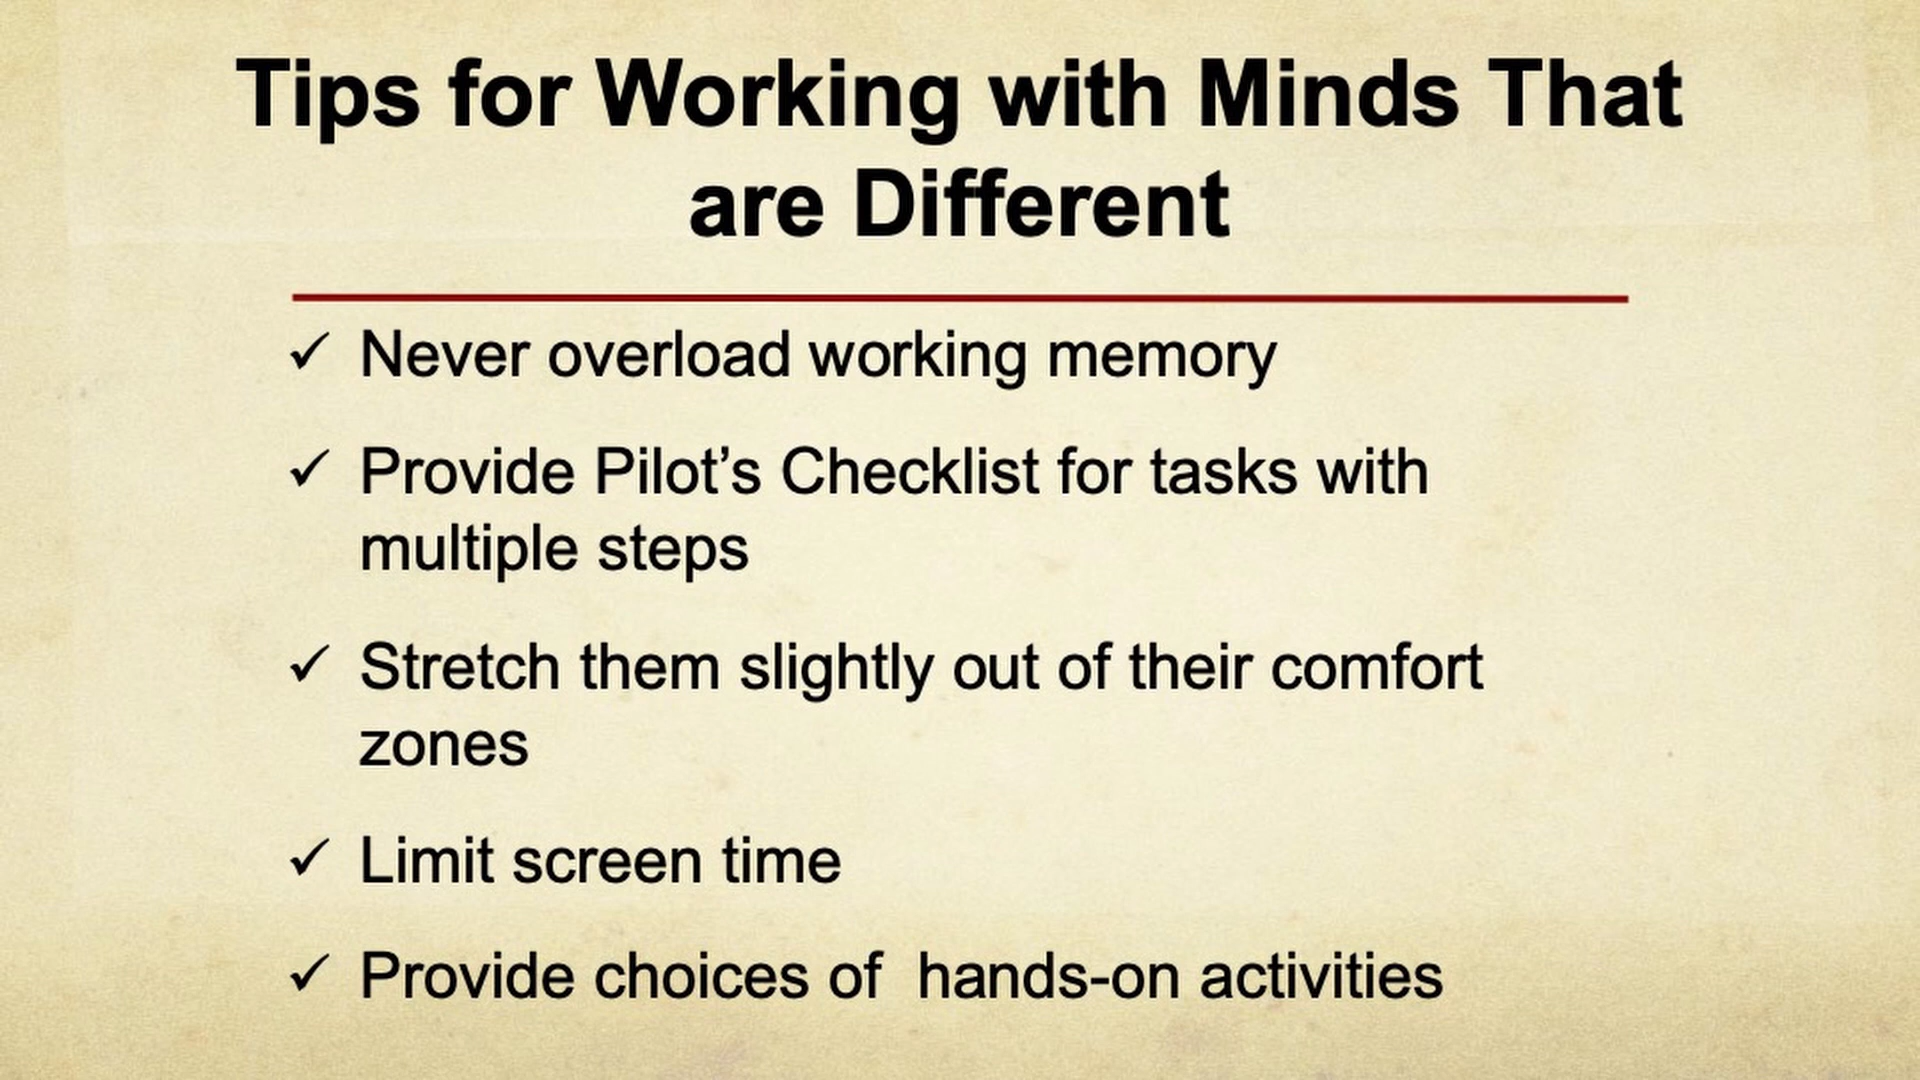 Tips for Working with Minds That
are Different
✓ Never overload working memory
✓ Provide Pilot’s Checklist for tasks with
multiple steps
✓ Stretch them slightly out of their comfort
zones
✓ Limit screen time
✓ Provide choices of  hands-on activities